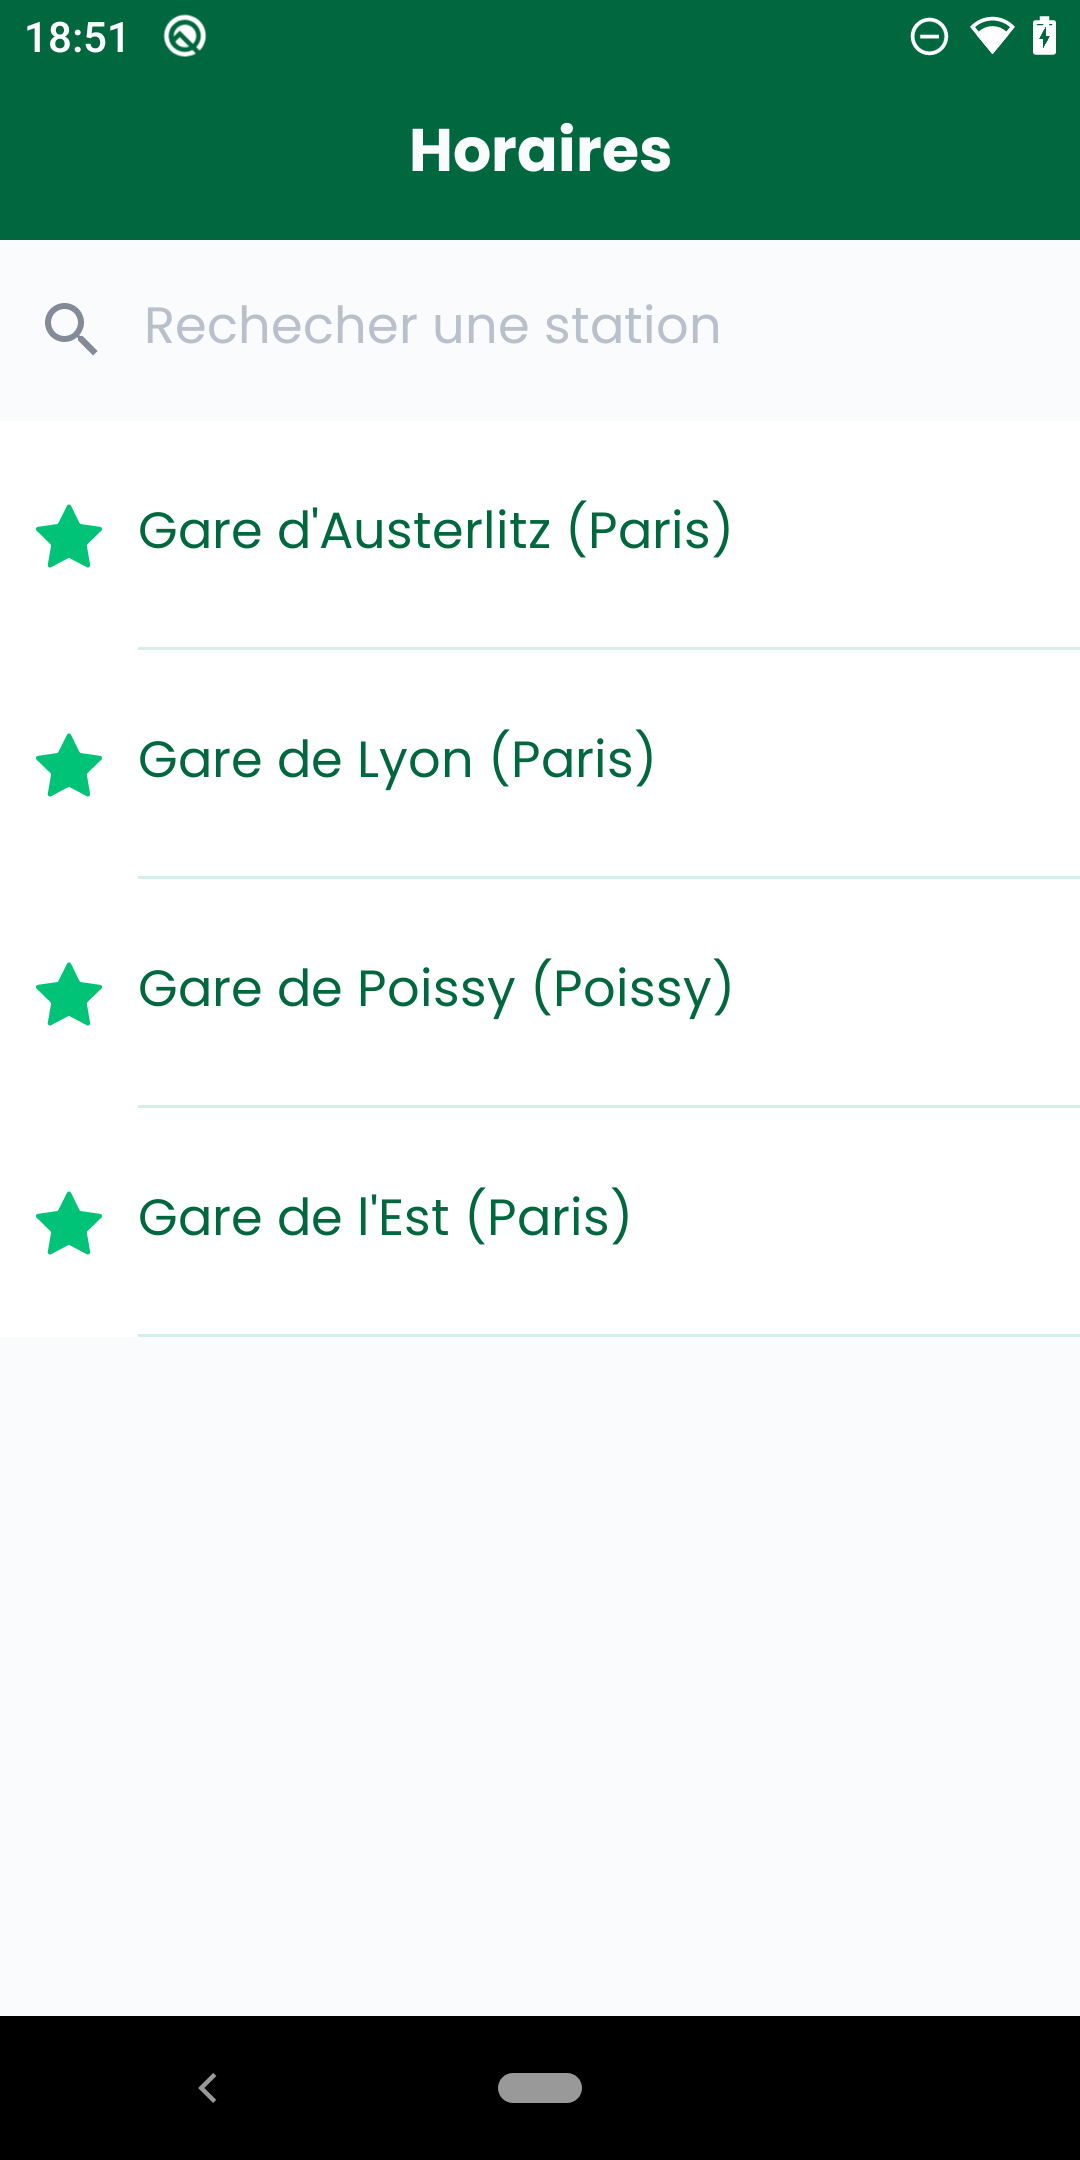 18:51
Horaires
Rechecher une station
Gare d'Austerlitz (Paris)
Gare de Lyon (Paris)
Gare de Poissy (Poissy)
Gare de l'Est (Paris)